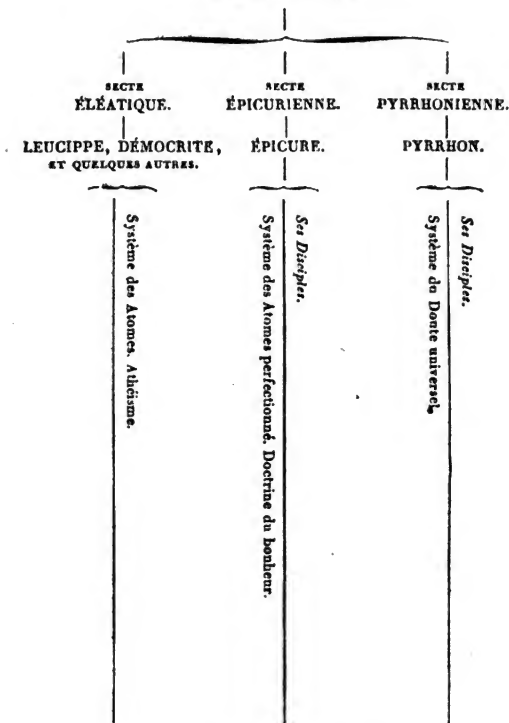 SECTE
ÉLÉATIQUE.
LEUCIPPE, DÉMOCRITE,
ET QUELQUES AUTRES.
Système des Atomes. Athéisme.
SECTE
ÉPICURIENNE.
ÉPICURE.
Ses Disciples.
Système des Atomes perfectionné. Doctrine du bonheur.
SECTE
PYRRHONIENNE.
PYRRHON.
Ses Disciples.
Système du Doute universel.